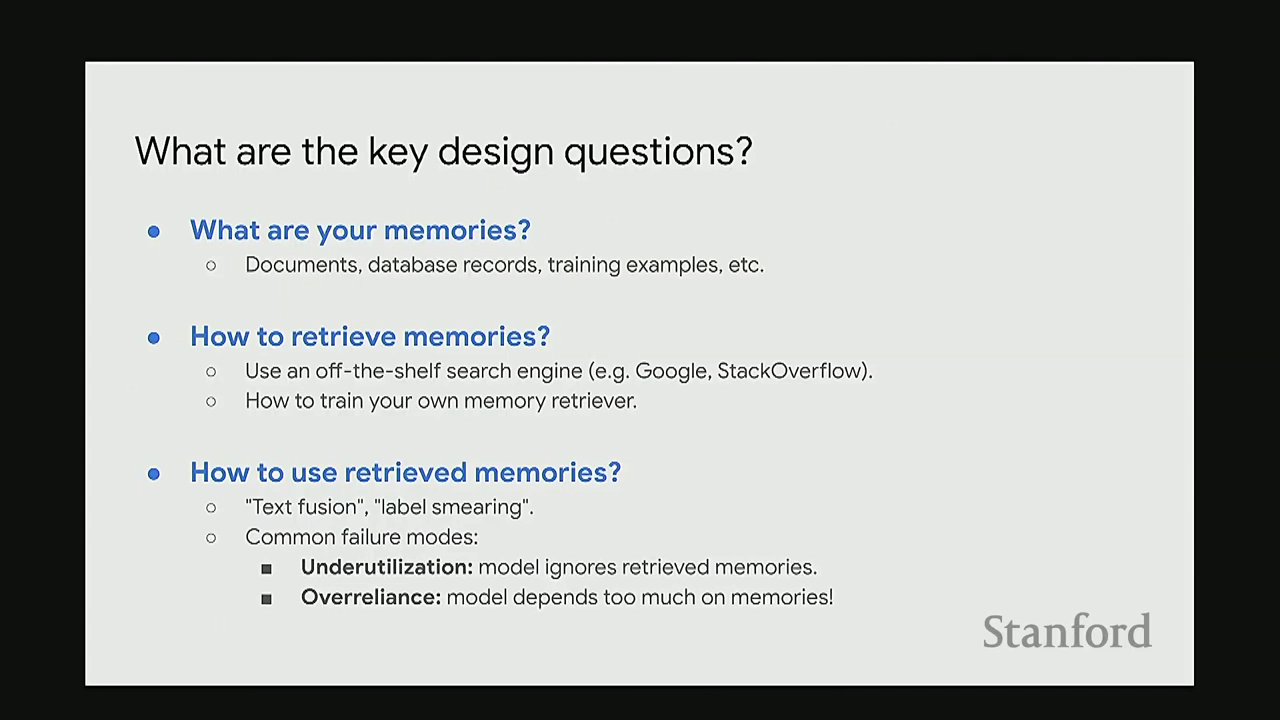 What are the key design questions?
● What are your memories?
○ Documents, database records, training examples, etc.
● How to retrieve memories?
○ Use an off-the-shelf search engine (e.g. Google, StackOverflow).
○ How to train your own memory retriever.
● How to use retrieved memories?
○ "Text fusion", "label smearing".
○ Common failure modes:
■ Underutilization: model ignores retrieved memories.
■ Overreliance: model depends too much on memories!
Stanford